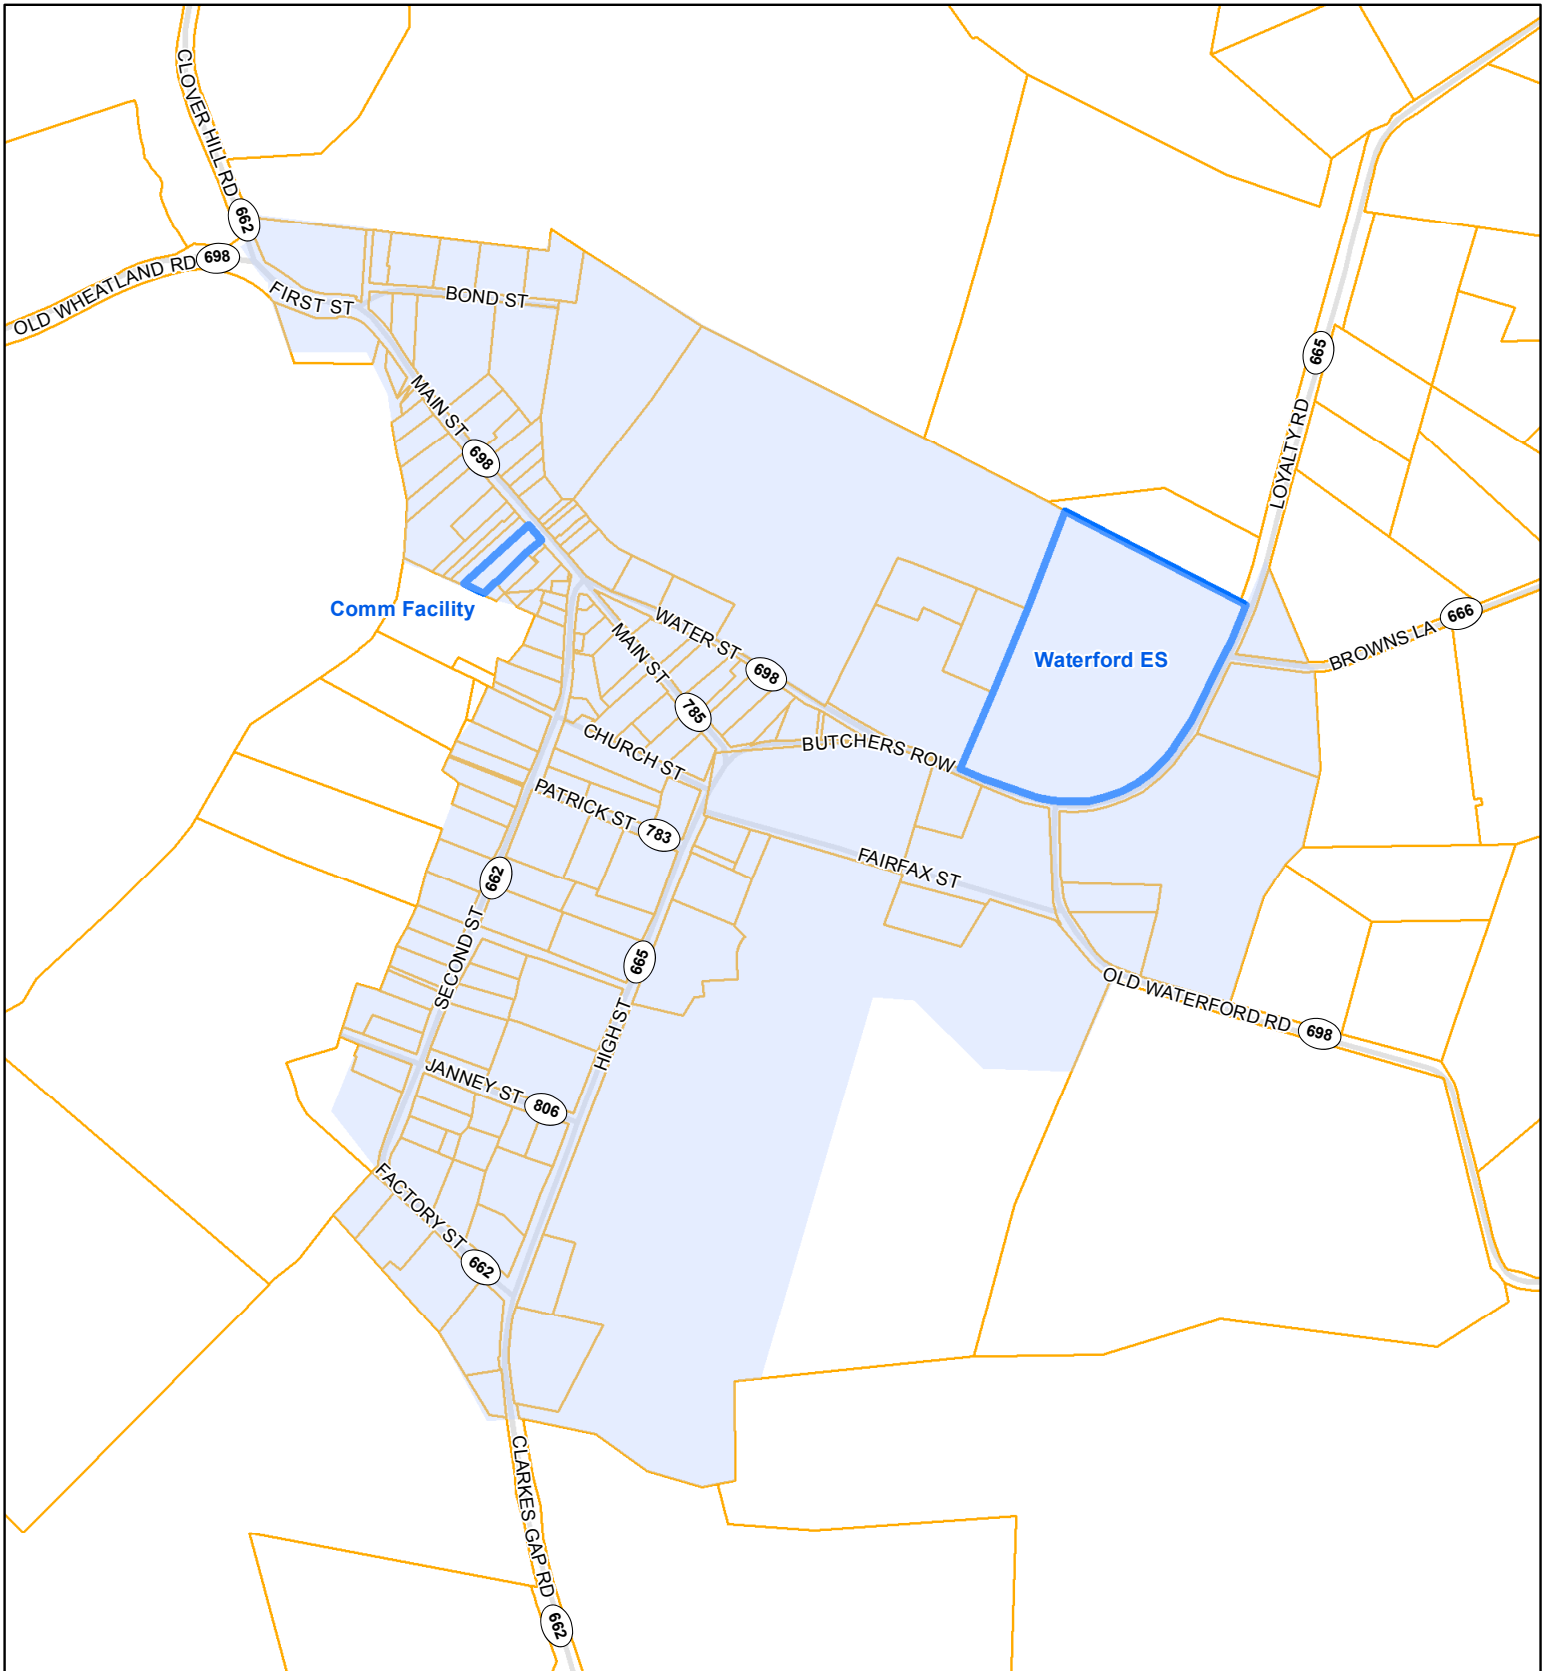 CLOVER HILL RD
662
698
OLD WHEATLAND RD
FIRST ST
BOND ST
MAIN ST
698
665
LOYALTY RD
Comm Facility
WATER ST
698
MAIN ST
785
Waterford ES
666
BROWNS LA
CHURCH ST
BUTCHERS ROW
PATRICK ST
783
FAIRFAX ST
662
SECOND ST
665
HIGH ST
OLD WATERFORD RD
698
JANNEY ST
806
FACTORY ST
662
CLARKES GAP RD
662